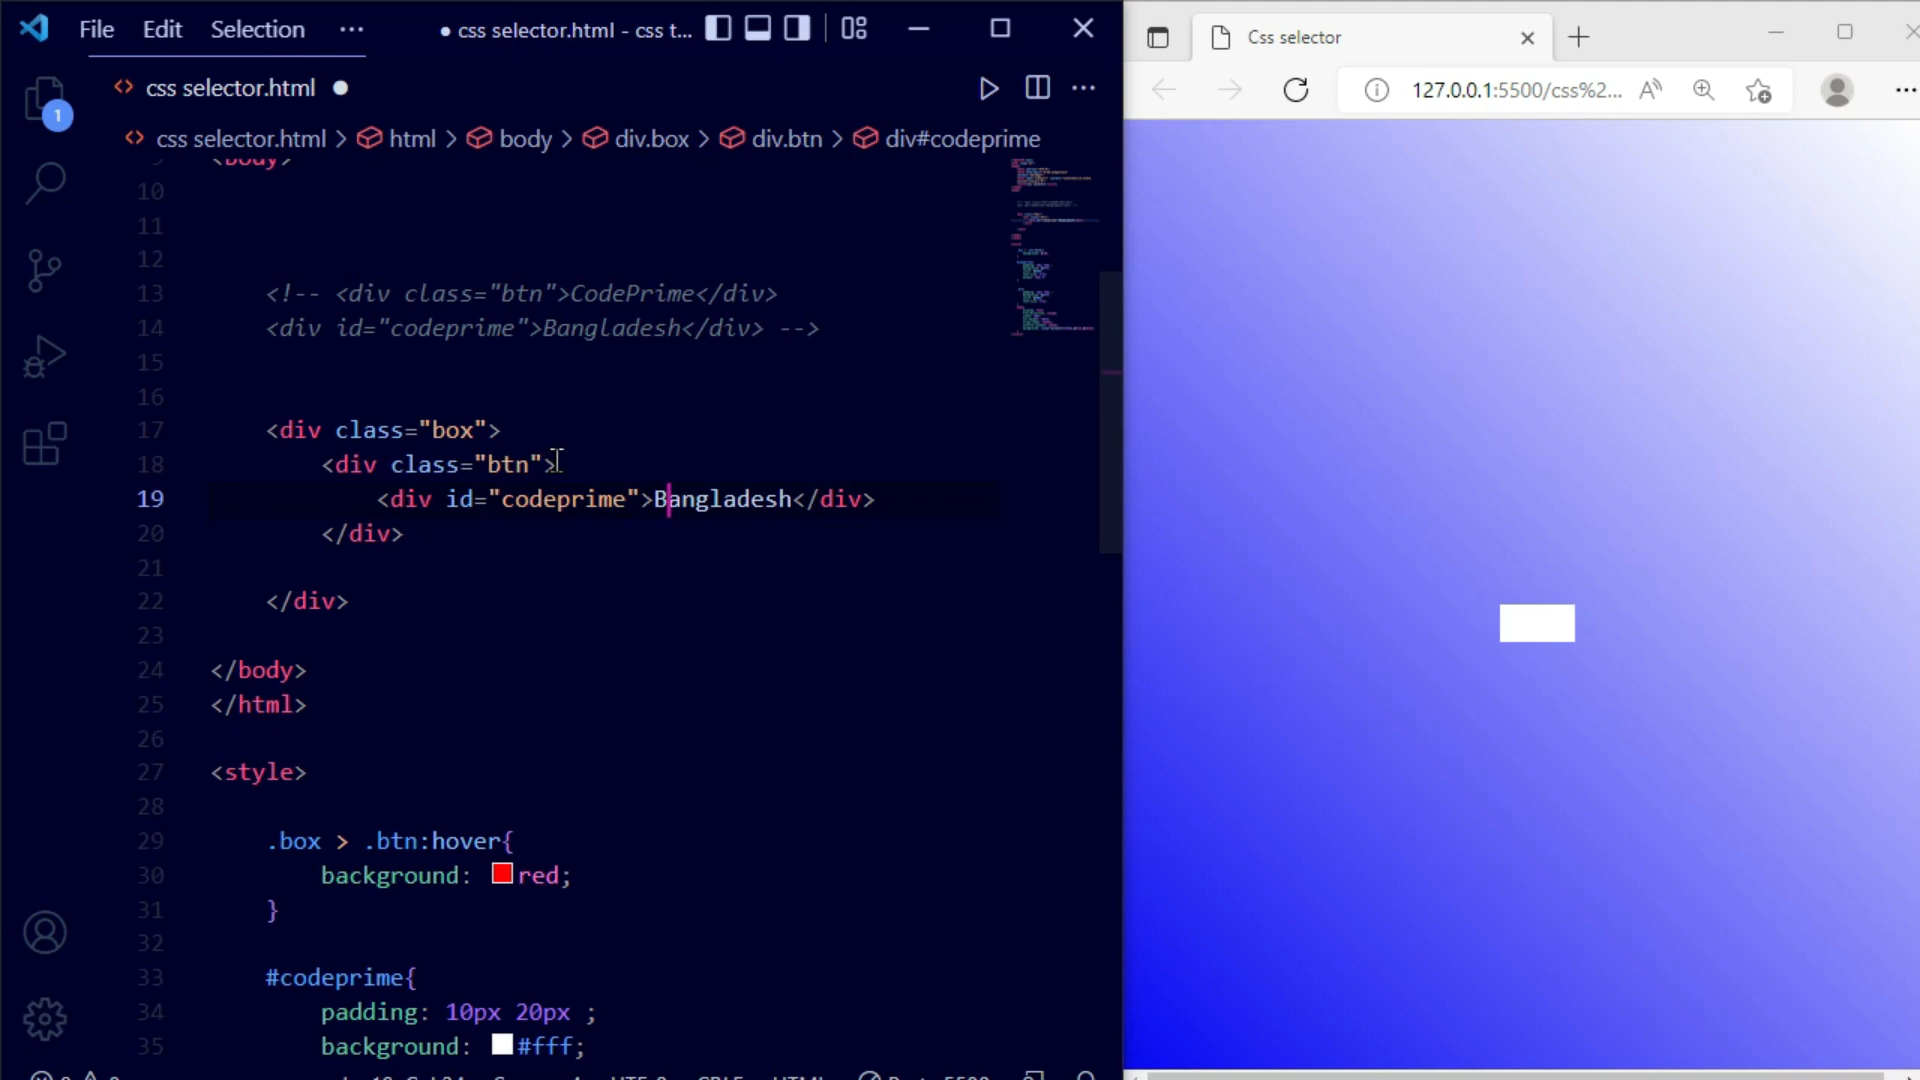 File Edit Selection ··· ● css selector.html - css t...
css selector.html ●
css selector.html > html > body > div.box > div.btn > div#codeprime
<body>
10
11
12
13 <!-- <div class="btn">CodePrime</div>
14 <div id="codeprime">Bangladesh</div> -->
15
16
17 <div class="box">
18 <div class="btn">
19 <div id="codeprime">Bangladesh</div>
20 </div>
21
22 </div>
23
24 </body>
25 </html>
26
27 <style>
28
29 .box > .btn:hover{
30 background: red;
31 }
32
33 #codeprime{
34 padding: 10px 20px ;
35 background: #fff;
1
Css selector
127.0.0.1:5500/css%2...